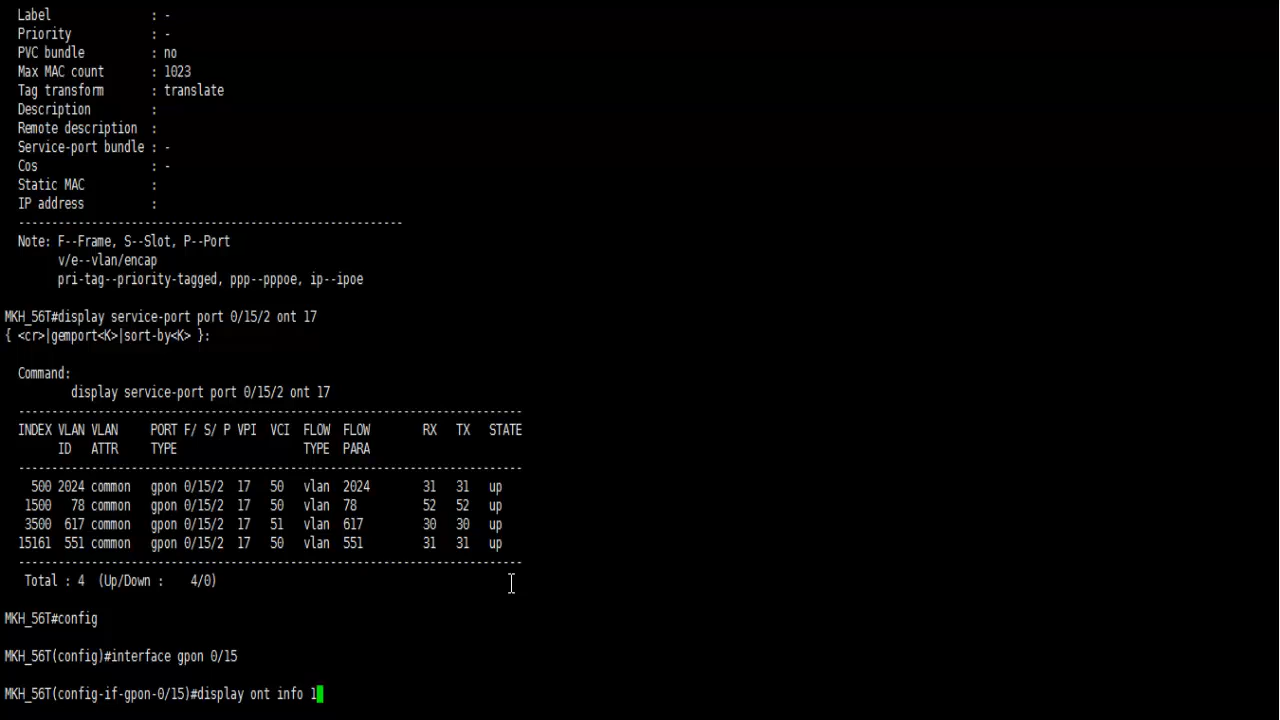 Label : -
Priority : -
PVC bundle : no
Max MAC count : 1023
Tag transform : translate
Description :
Remote description :
Service-port bundle : -
Cos : -
Static MAC :
IP address :
----------------------------------------------------------
Note: F--Frame, S--Slot, P--Port
v/e--vlan/encap
pri-tag--priority-tagged, ppp--pppoe, ip--ipoe
MKH_56T#display service-port port 0/15/2 ont 17
{ <cr>|gemport<K>|sort-by<K> }:
Command:
display service-port port 0/15/2 ont 17
----------------------------------------------------------------------------
INDEX VLAN VLAN PORT F/ S/ P VPI VCI FLOW FLOW RX TX STATE
ID ATTR TYPE TYPE PARA
----------------------------------------------------------------------------
500 2024 common gpon 0/15/2 17 50 vlan 2024 31 31 up
1500 78 common gpon 0/15/2 17 50 vlan 78 52 52 up
3500 617 common gpon 0/15/2 17 51 vlan 617 30 30 up
15161 551 common gpon 0/15/2 17 50 vlan 551 31 31 up
----------------------------------------------------------------------------
Total : 4 (Up/Down : 4/0)
MKH_56T#config
MKH_56T(config)#interface gpon 0/15
MKH_56T(config-if-gpon-0/15)#display ont info 1